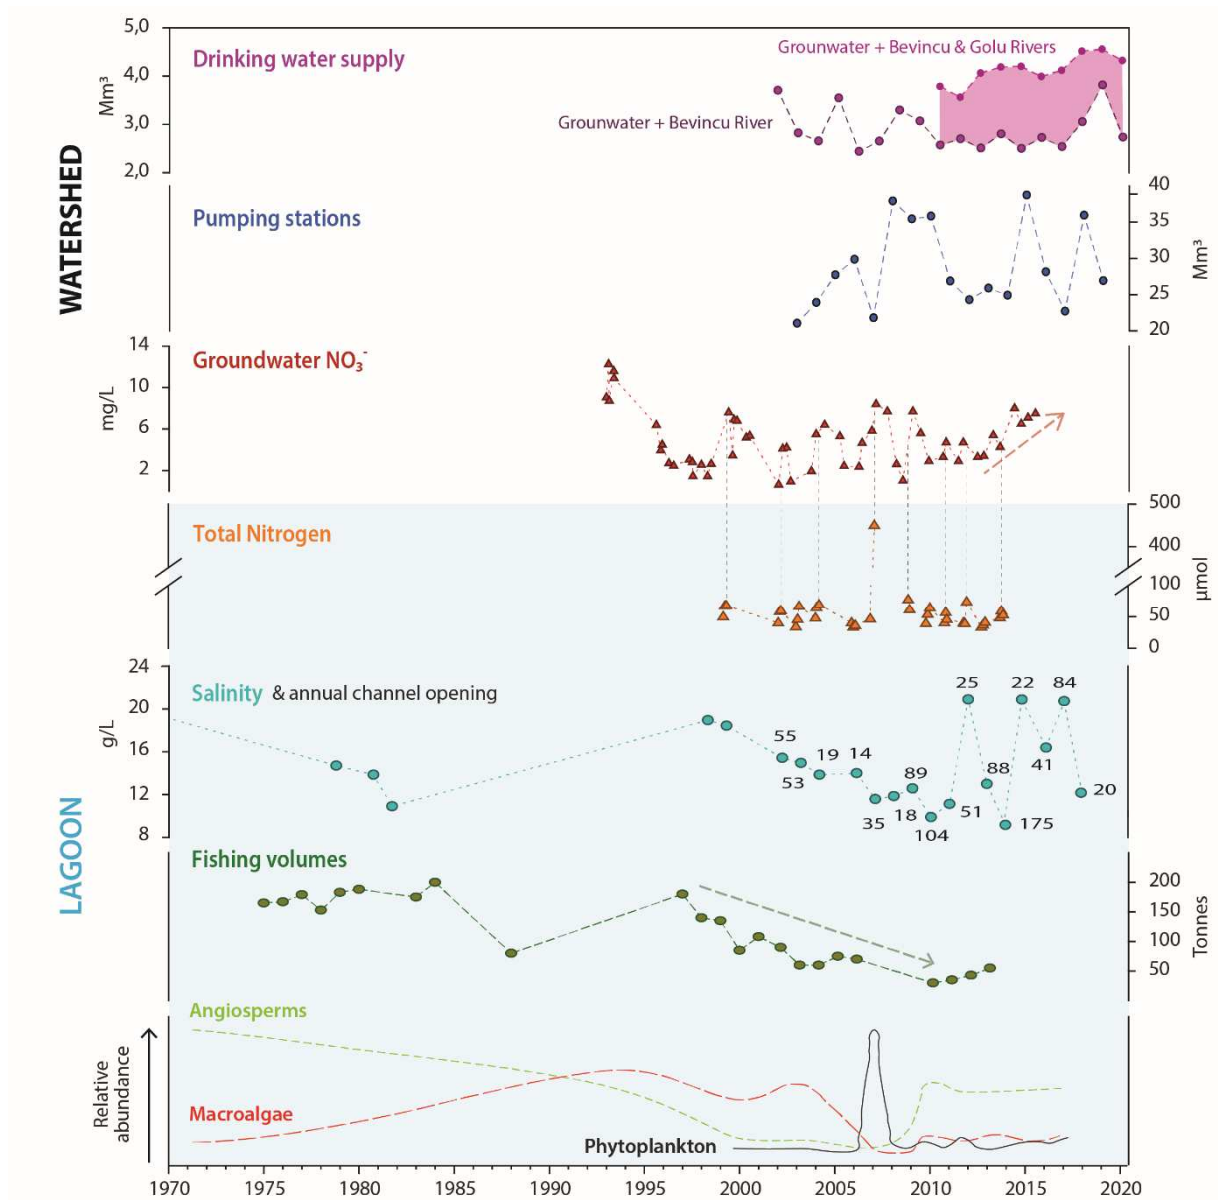 WATERSHED
LAGOON
Drinking water supply
Grounwater + Bevincu & Golu Rivers
Grounwater + Bevincu River
5,0
4,0
3,0
2,0
Mm³
Pumping stations
40
35
30
25
20
Mm³
Groundwater NO₃⁻
14
10
6
2
mg/L
Total Nitrogen
500
400
100
50
0
µmol
Salinity & annual channel opening
24
20
16
12
8
g/L
55
53
19
14
35
18
89
104
51
25
88
175
22
41
84
20
Fishing volumes
200
150
100
50
Tonnes
Angiosperms
Macroalgae
Phytoplankton
Relative
abundance
1970 1975 1980 1985 1990 1995 2000 2005 2010 2015 2020